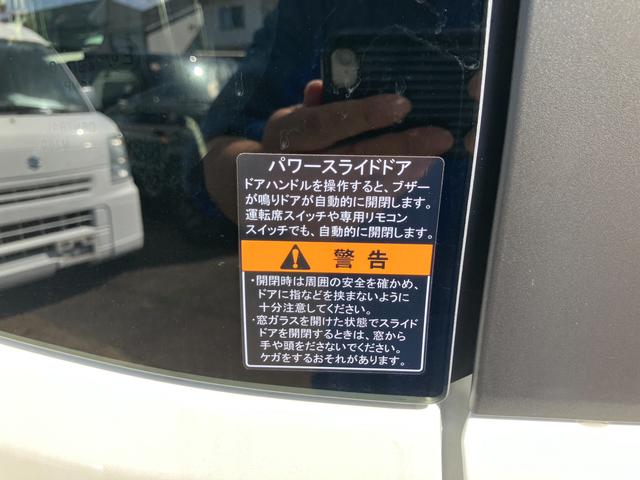 パワースライドドア
ドアハンドルを操作すると、ブザー
が鳴りドアが自動的に開閉します。
運転席スイッチや専用リモコン
スイッチでも、自動的に開閉します。
警告
・開閉時は周囲の安全を確かめ、
ドアに指などを挟まないように
十分注意してください。
・窓ガラスを開けた状態でスライド
ドアを開閉するときは、窓から
手や頭をださないでください。
ケガをするおそれがあります。